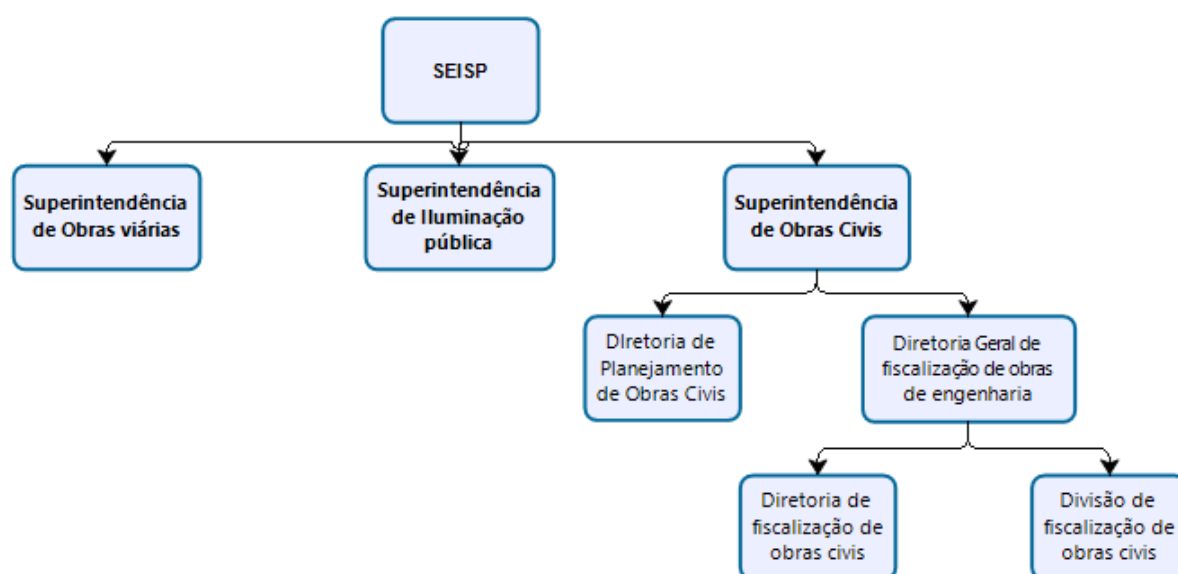 SEISP
Superintendência
de Obras viárias
Superintendência
de Iluminação
pública
Superintendência
de Obras Civis
DIretoria de
Planejamento
de Obras Civis
Diretoria Geral de
fiscalização de obras
de engenharia
Diretoria de
fiscalização de
obras civis
Divisão de
fiscalização de
obras civis